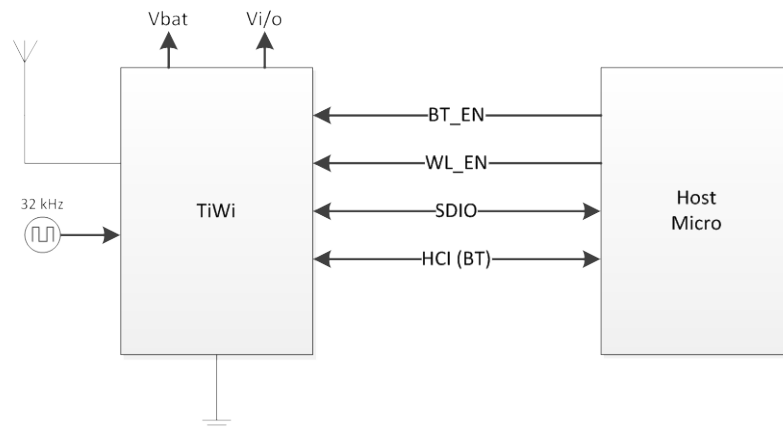 Vbat
Vi/o
BT_EN
WL_EN
32 kHz
TiWi
SDIO
Host
Micro
HCI (BT)